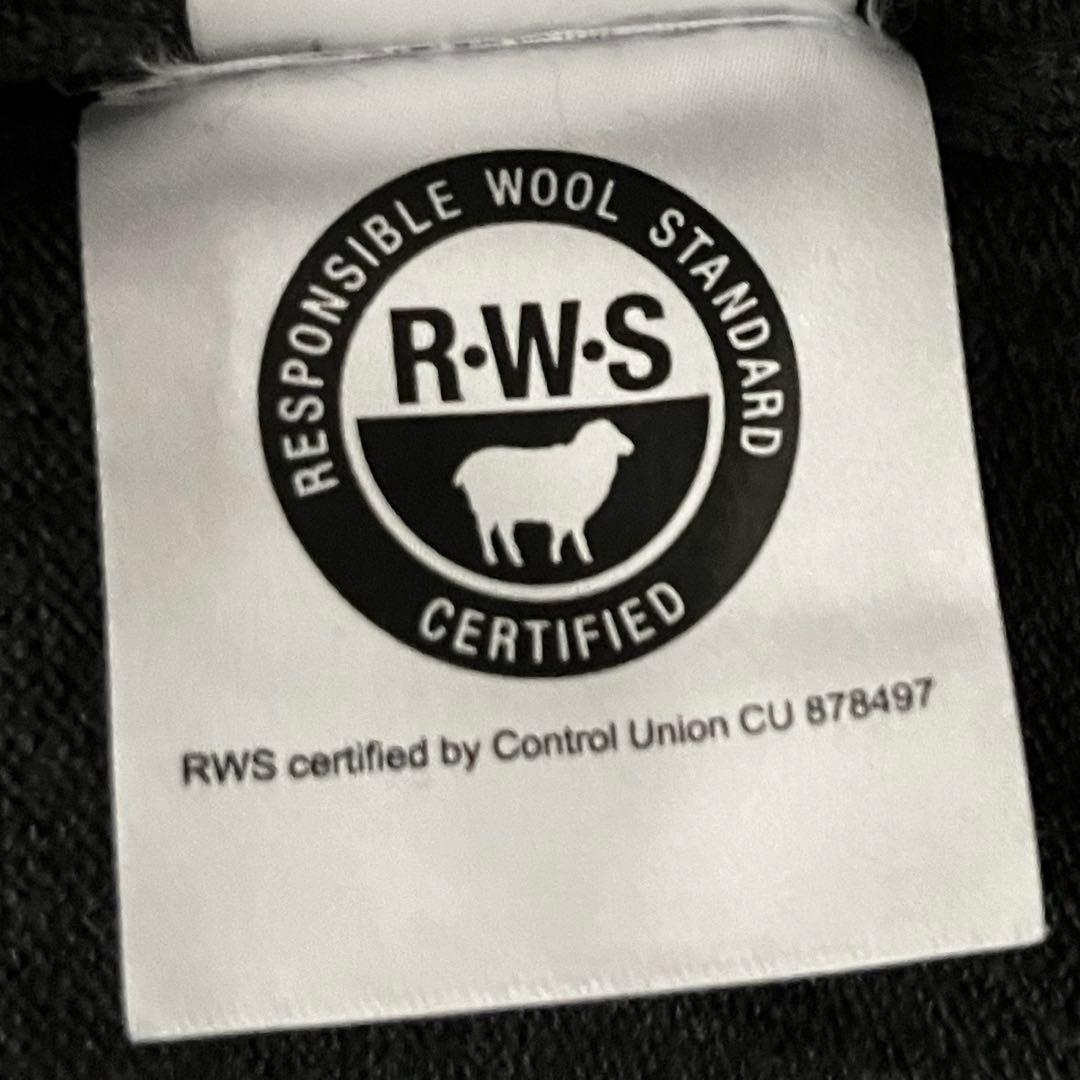 RESPONSIBLE WOOL STANDARD
R·W·S
CERTIFIED
RWS certified by Control Union CU 878497